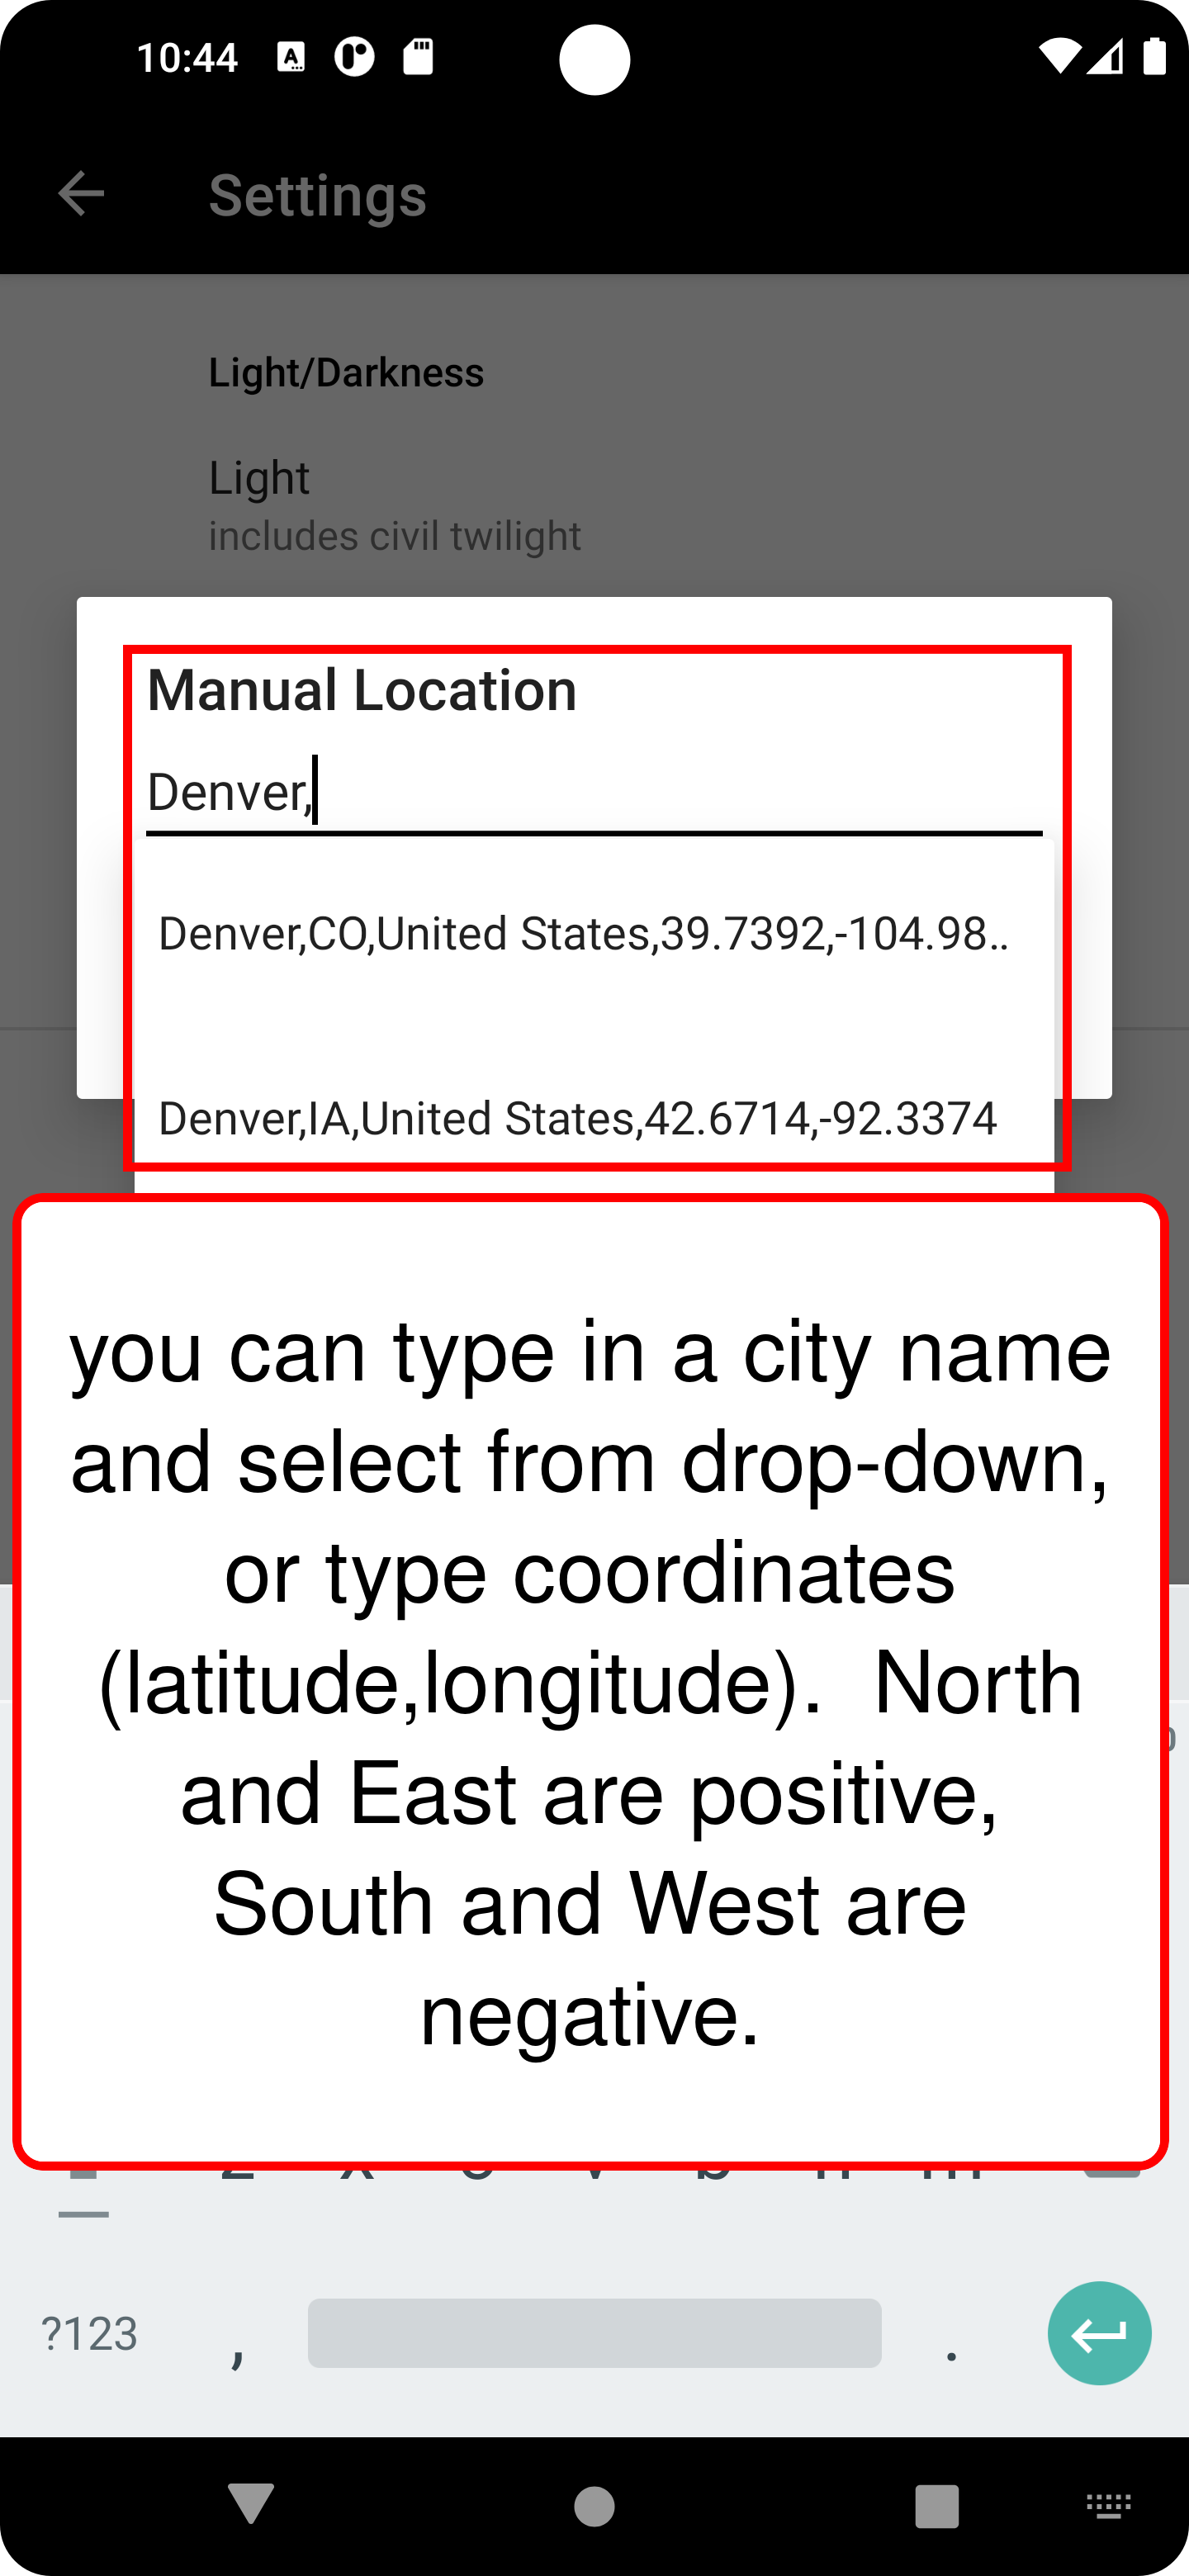 10:44
Settings
Light/Darkness
Light
includes civil twilight
Manual Location
Denver,
Denver,CO,United States,39.7392,-104.98..
Denver,IA,United States,42.6714,-92.3374
you can type in a city name
and select from drop-down,
or type coordinates
(latitude,longitude).  North
and East are positive,
South and West are
negative.
?123 , .